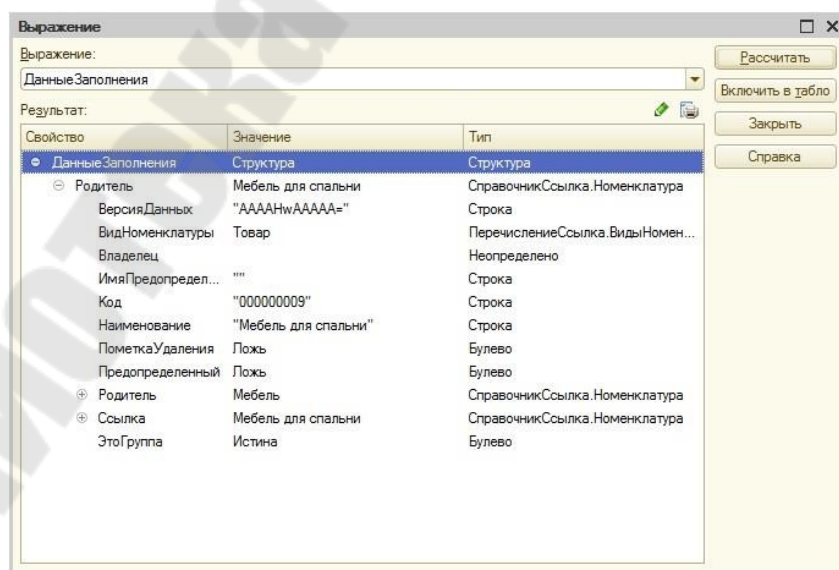 Выражение
Выражение:
ДанныеЗаполнения
Результат:
Свойство Значение Тип
ДанныеЗаполнения Структура Структура
Родитель Мебель для спальни СправочникСсылка.Номенклатура
ВерсияДанных "AAAAHwAAAAA=" Строка
ВидНоменклатуры Товар ПеречислениеСсылка.ВидыНомен...
Владелец Неопределено
ИмяПредопредел... "" Строка
Код "000000009" Строка
Наименование "Мебель для спальни" Строка
ПометкаУдаления Ложь Булево
Предопределенный Ложь Булево
Родитель Мебель СправочникСсылка.Номенклатура
Ссылка Мебель для спальни СправочникСсылка.Номенклатура
ЭтоГруппа Истина Булево
Рассчитать
Включить в табло
Закрыть
Справка